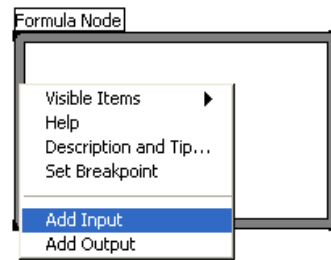 Formula Node
Visible Items
Help
Description and Tip...
Set Breakpoint
Add Input
Add Output